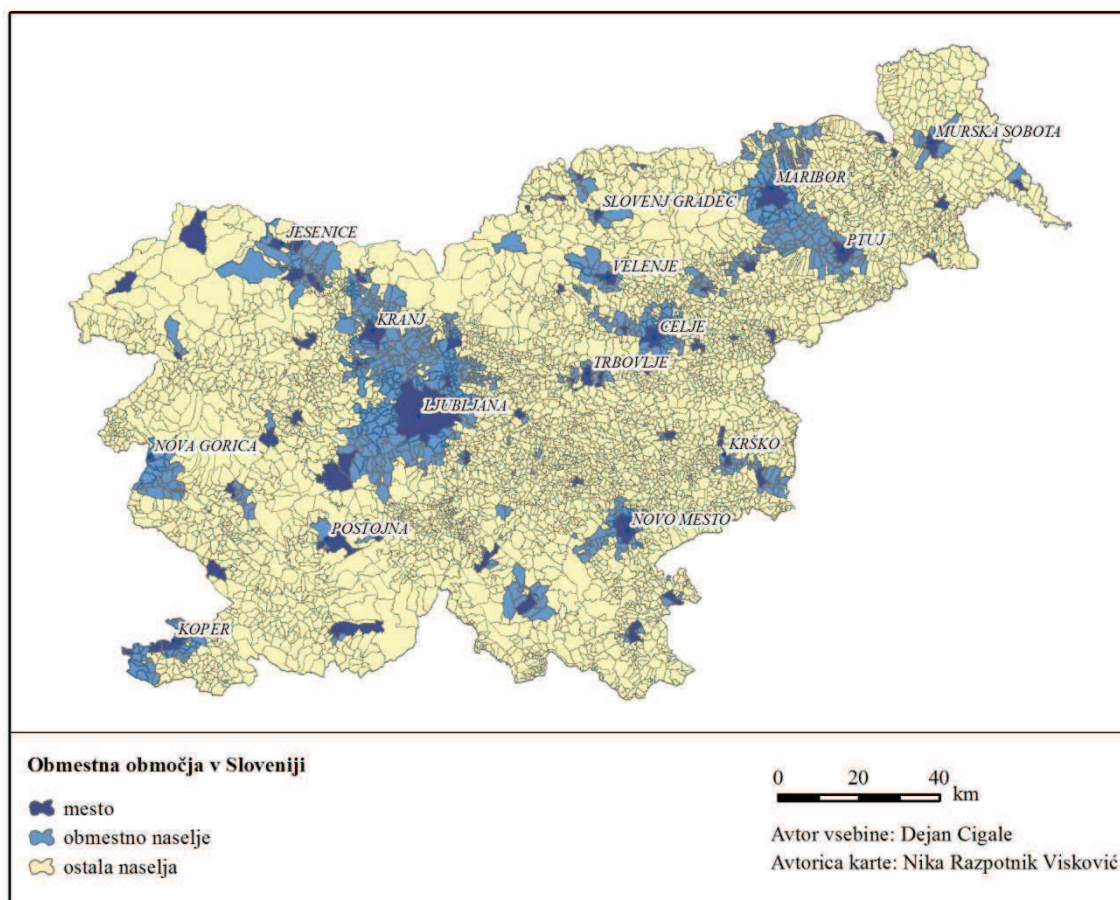 MURSKA SOBOTA
MARIBOR
SLOVENJ GRADEC
JESENICE
PTUJ
VELENJE
KRANJ
CELJE
TRBOVLJE
LJUBLJANA
NOVA GORICA
KRŠKO
NOVO MESTO
POSTOJNA
KOPER
Obmestna območja v Sloveniji
mesto
obmestno naselje
ostala naselja
0 20 40
km
Avtor vsebine: Dejan Cigale
Avtorica karte: Nika Razpotnik Visković